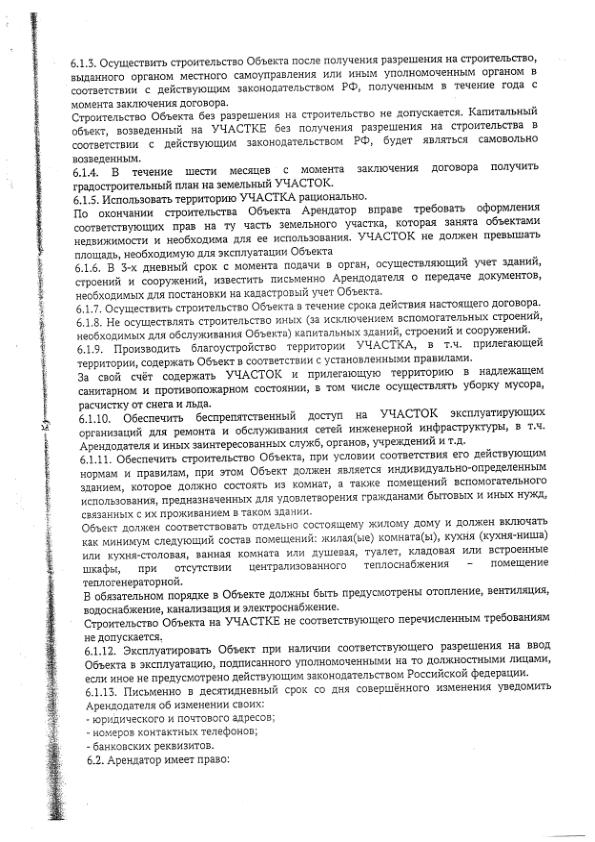 6.1.3. Осуществить строительство Объекта после получения разрешения на строительство,
выданного органом местного самоуправления или иным уполномоченным органом в
соответствии с действующим законодательством РФ, полученным в течение года с
момента заключения договора.
Строительство Объекта без разрешения на строительство не допускается. Капитальный
объект, возведенный на УЧАСТКЕ без получения разрешения на строительства в
соответствии с действующим законодательством РФ, будет являться самовольно
возведенным.
6.1.4. В течение шести месяцев с момента заключения договора получить
градостроительный план на земельный УЧАСТОК.
6.1.5. Использовать территорию УЧАСТКА рационально.
По окончании строительства Объекта Арендатор вправе требовать оформления
соответствующих прав на ту часть земельного участка, которая занята объектами
недвижимости и необходима для ее использования. УЧАСТОК не должен превышать
площадь, необходимую для эксплуатации Объекта
6.1.6. В 3-х дневный срок с момента подачи в орган, осуществляющий учет зданий,
строений и сооружений, известить письменно Арендодателя о передаче документов,
необходимых для постановки на кадастровый учет Объекта.
6.1.7. Осуществить строительство Объекта в течение срока действия настоящего договора.
6.1.8. Не осуществлять строительство иных (за исключением вспомогательных строений,
необходимых для обслуживания Объекта) капитальных зданий, строений и сооружений.
6.1.9. Производить благоустройство территории УЧАСТКА, в т.ч. прилегающей
территории, содержать Объект в соответствии с установленными правилами.
За свой счёт содержать УЧАСТОК и прилегающую территорию в надлежащем
санитарном и противопожарном состоянии, в том числе осуществлять уборку мусора,
расчистку от снега и льда.
6.1.10. Обеспечить беспрепятственный доступ на УЧАСТОК эксплуатирующих
организаций для ремонта и обслуживания сетей инженерной инфраструктуры, в т.ч.
Арендодателя и иных заинтересованных служб, органов, учреждений и т.д.
6.1.11. Обеспечить строительство Объекта, при условии соответствия его действующим
нормам и правилам, при этом Объект должен является индивидуально-определенным
зданием, которое должно состоять из комнат, а также помещений вспомогательного
использования, предназначенных для удовлетворения гражданами бытовых и иных нужд,
связанных с их проживанием в таком здании.
Объект должен соответствовать отдельно состоящему жилому дому и должен включать
как минимум следующий состав помещений: жилая(ые) комната(ы), кухня (кухня-ниша)
или кухня-столовая, ванная комната или душевая, туалет, кладовая или встроенные
шкафы, при отсутствии централизованного теплоснабжения – помещение
теплогенераторной.
В обязательном порядке в Объекте должны быть предусмотрены отопление, вентиляция,
водоснабжение, канализация и электроснабжение.
Строительство Объекта на УЧАСТКЕ не соответствующего перечисленным требованиям
не допускается.
6.1.12. Эксплуатировать Объект при наличии соответствующего разрешения на ввод
Объекта в эксплуатацию, подписанного уполномоченными на то должностными лицами,
если иное не предусмотрено действующим законодательством Российской федерации.
6.1.13. Письменно в десятидневный срок со дня совершённого изменения уведомить
Арендодателя об изменении своих:
- юридического и почтового адресов;
- номеров контактных телефонов;
- банковских реквизитов.
6.2. Арендатор имеет право: